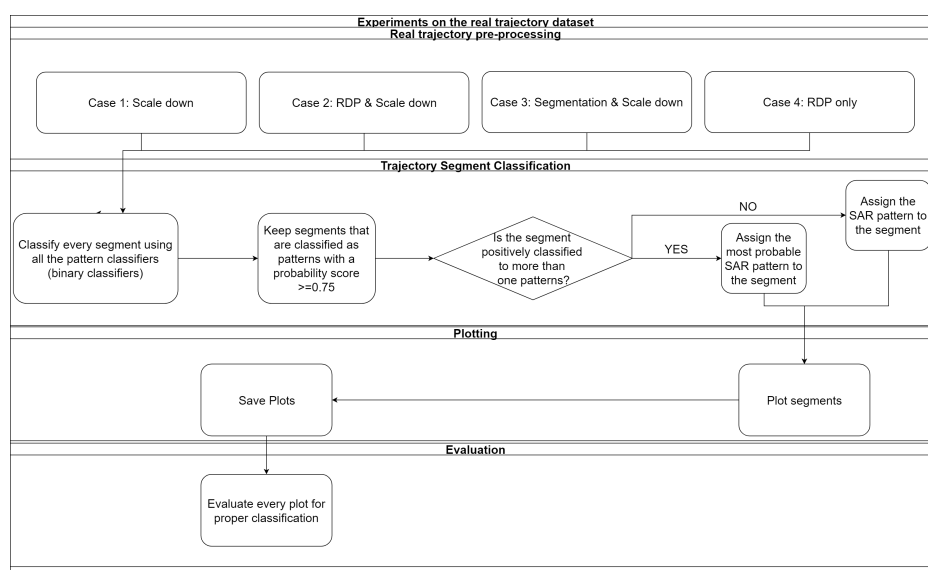 Experiments on the real trajectory dataset
Real trajectory pre-processing
Case 1: Scale down
Case 2: RDP & Scale down
Case 3: Segmentation & Scale down
Case 4: RDP only
Trajectory Segment Classification
Classify every segment using
all the pattern classifiers
(binary classifiers)
Keep segments that
are classified as
patterns with a
probability score
>=0.75
Is the segment
positively classified
to more than
one patterns?
NO
YES
Assign the
most probable
SAR pattern to
the segment
Assign the
SAR pattern to
the segment
Plotting
Save Plots
Plot segments
Evaluation
Evaluate every plot for
proper classification